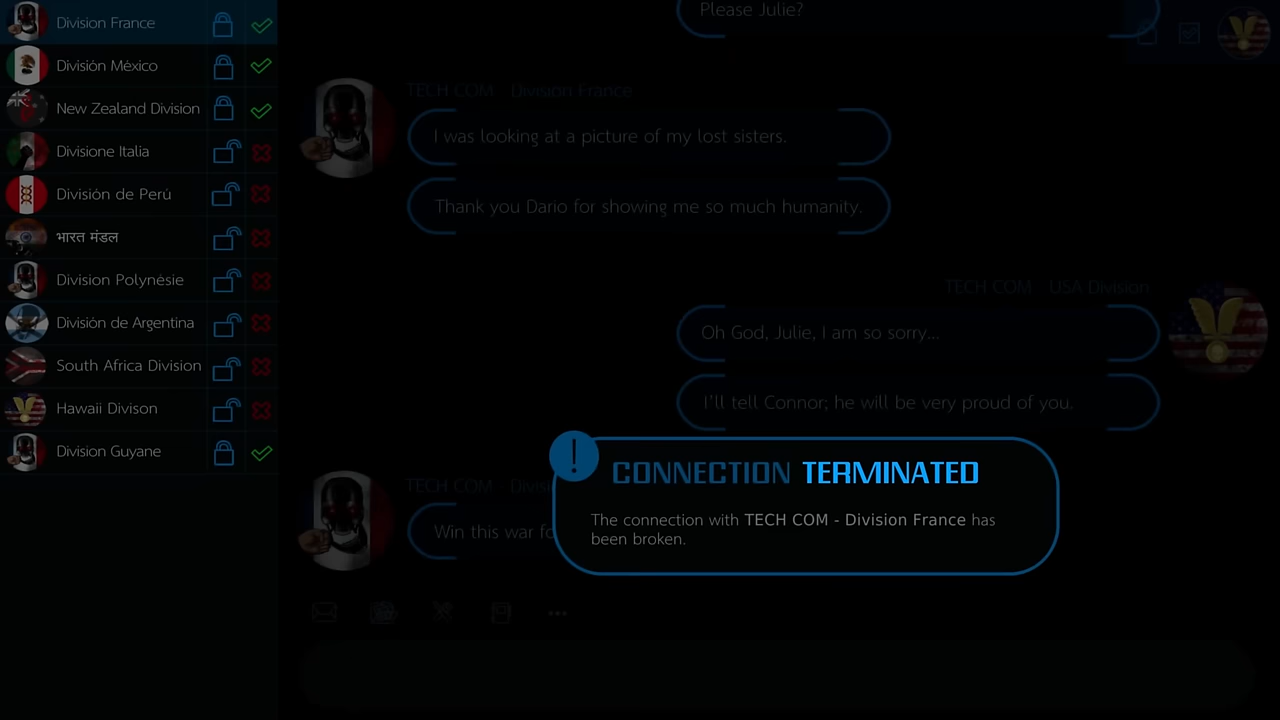 Division France
División México
New Zealand Division
Divisione Italia
División de Perú
भारत मंडल
Division Polynésie
División de Argentina
South Africa Division
Hawaii Divison
Division Guyane
Please Julie?
TECH COM Division France
I was looking at a picture of my lost sisters.
Thank you Dario for showing me so much humanity.
TECH COM USA Division
Oh God, Julie, I am so sorry...
I'll tell Connor; he will be very proud of you.
TECH COM
Win this war
CONNECTION TERMINATED
The connection with TECH COM - Division France has
been broken.